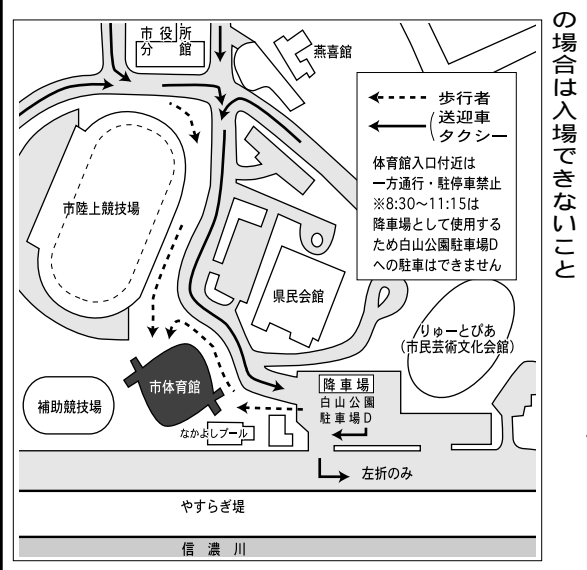 の場合は入場できないこと
市役所
分館
燕喜館
歩行者
送迎車
タクシー
体育館入口付近は
一方通行・駐停車禁止
※8:30〜11:15は
降車場として使用する
ため白山公園駐車場D
への駐車はできません
市陸上競技場
県民会館
りゅーとぴあ
(市民芸術文化会館)
市体育館
降車場
白山公園
駐車場D
補助競技場
なかよしプール
左折のみ
やすらぎ堤
信濃川